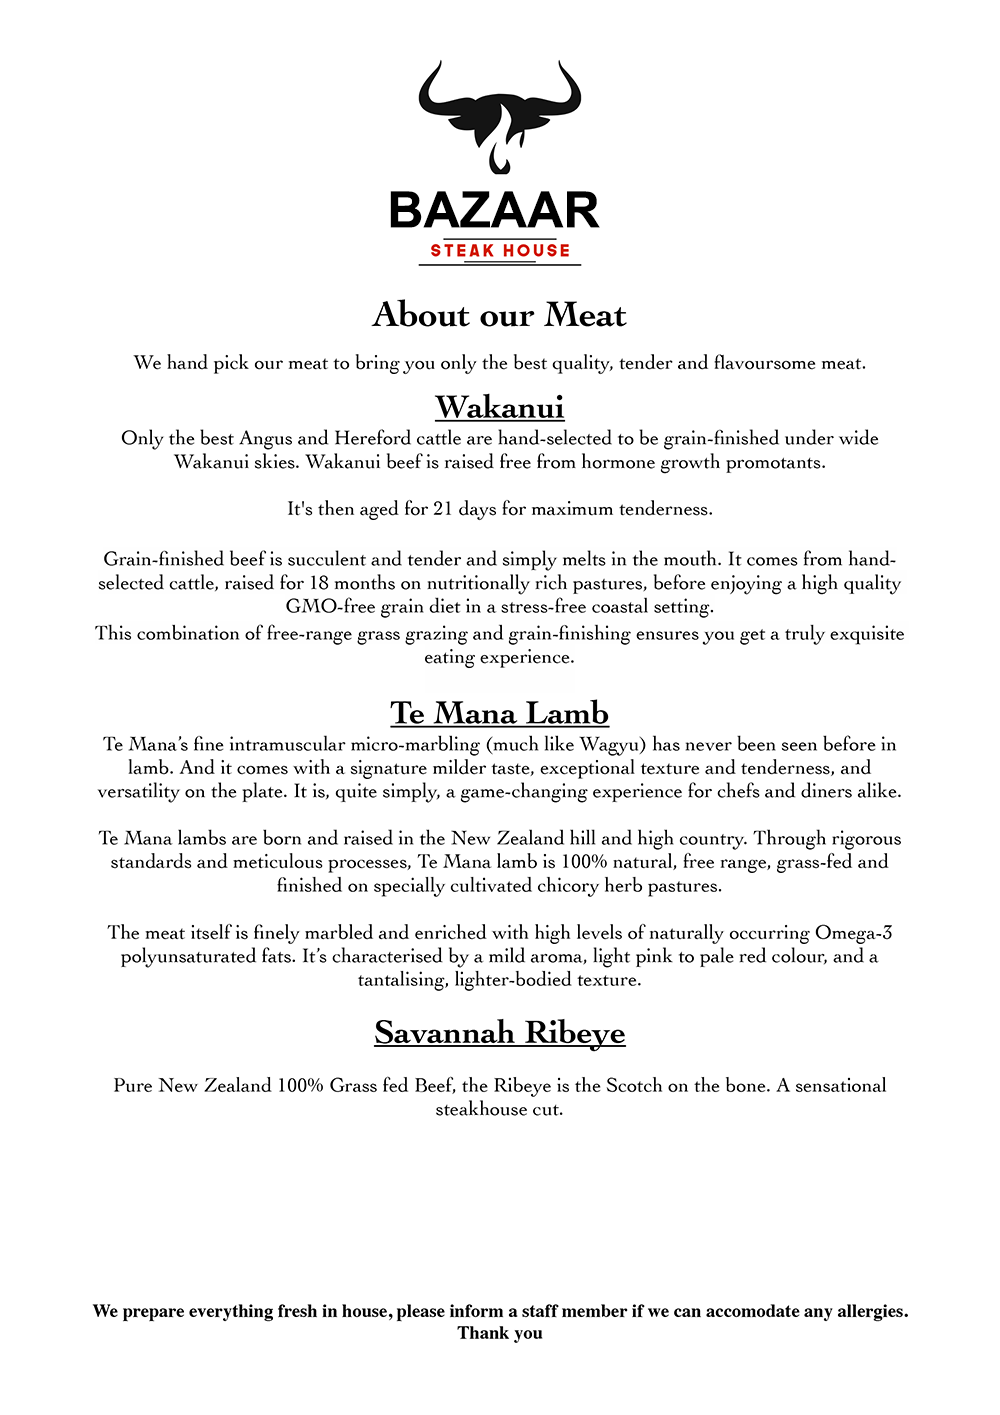 BAZAAR
STEAK HOUSE
About our Meat
We hand pick our meat to bring you only the best quality, tender and flavoursome meat.
Wakanui
Only the best Angus and Hereford cattle are hand-selected to be grain-finished under wide
Wakanui skies. Wakanui beef is raised free from hormone growth promotants.
It's then aged for 21 days for maximum tenderness.
Grain-finished beef is succulent and tender and simply melts in the mouth. It comes from hand-
selected cattle, raised for 18 months on nutritionally rich pastures, before enjoying a high quality
GMO-free grain diet in a stress-free coastal setting.
This combination of free-range grass grazing and grain-finishing ensures you get a truly exquisite
eating experience.
Te Mana Lamb
Te Mana’s fine intramuscular micro-marbling (much like Wagyu) has never been seen before in
lamb. And it comes with a signature milder taste, exceptional texture and tenderness, and
versatility on the plate. It is, quite simply, a game-changing experience for chefs and diners alike.
Te Mana lambs are born and raised in the New Zealand hill and high country. Through rigorous
standards and meticulous processes, Te Mana lamb is 100% natural, free range, grass-fed and
finished on specially cultivated chicory herb pastures.
The meat itself is finely marbled and enriched with high levels of naturally occurring Omega-3
polyunsaturated fats. It’s characterised by a mild aroma, light pink to pale red colour, and a
tantalising, lighter-bodied texture.
Savannah Ribeye
Pure New Zealand 100% Grass fed Beef, the Ribeye is the Scotch on the bone. A sensational
steakhouse cut.
We prepare everything fresh in house, please inform a staff member if we can accomodate any allergies.
Thank you